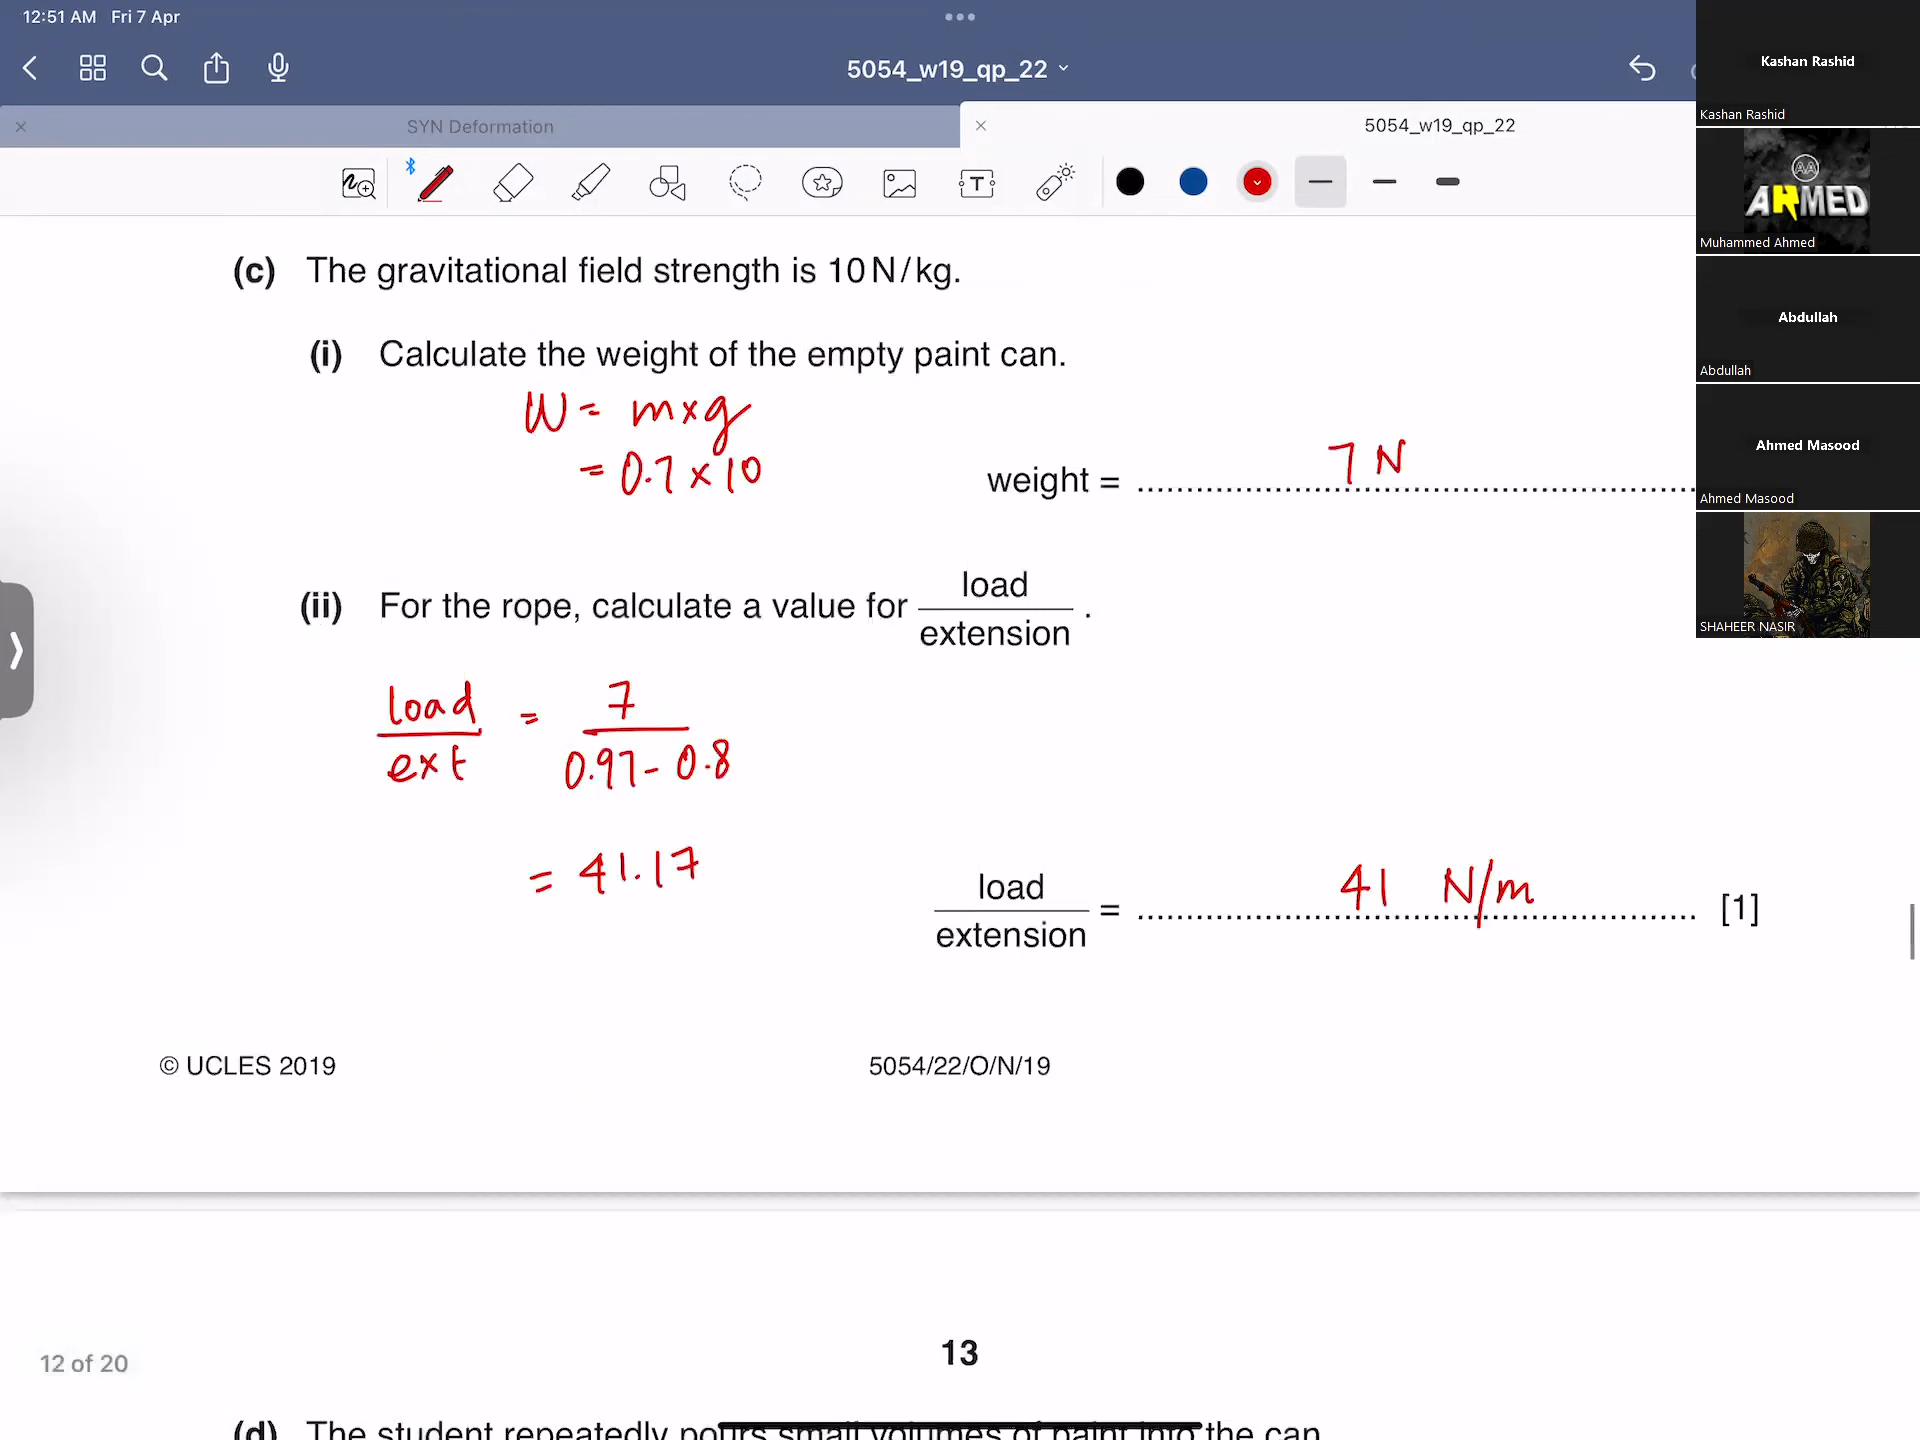 12:51 AM Fri 7 Apr
5054_w19_qp_22
SYN Deformation
5054_w19_qp_22
(c) The gravitational field strength is 10 N/kg.
(i) Calculate the weight of the empty paint can.
W = m×g
= 0.7 × 10
weight = 7 N
(ii) For the rope, calculate a value for load / extension .
load / ext = 7 / 0.97 - 0.8
= 41.17
load / extension = 41 N/m [1]
© UCLES 2019
5054/22/O/N/19
12 of 20
13
(d) The student repeatedly pours small volumes of paint into the can
Kashan Rashid
Kashan Rashid
AA
ARMED
Muhammed Ahmed
Abdullah
Abdullah
Ahmed Masood
Ahmed Masood
SHAHEER NASIR